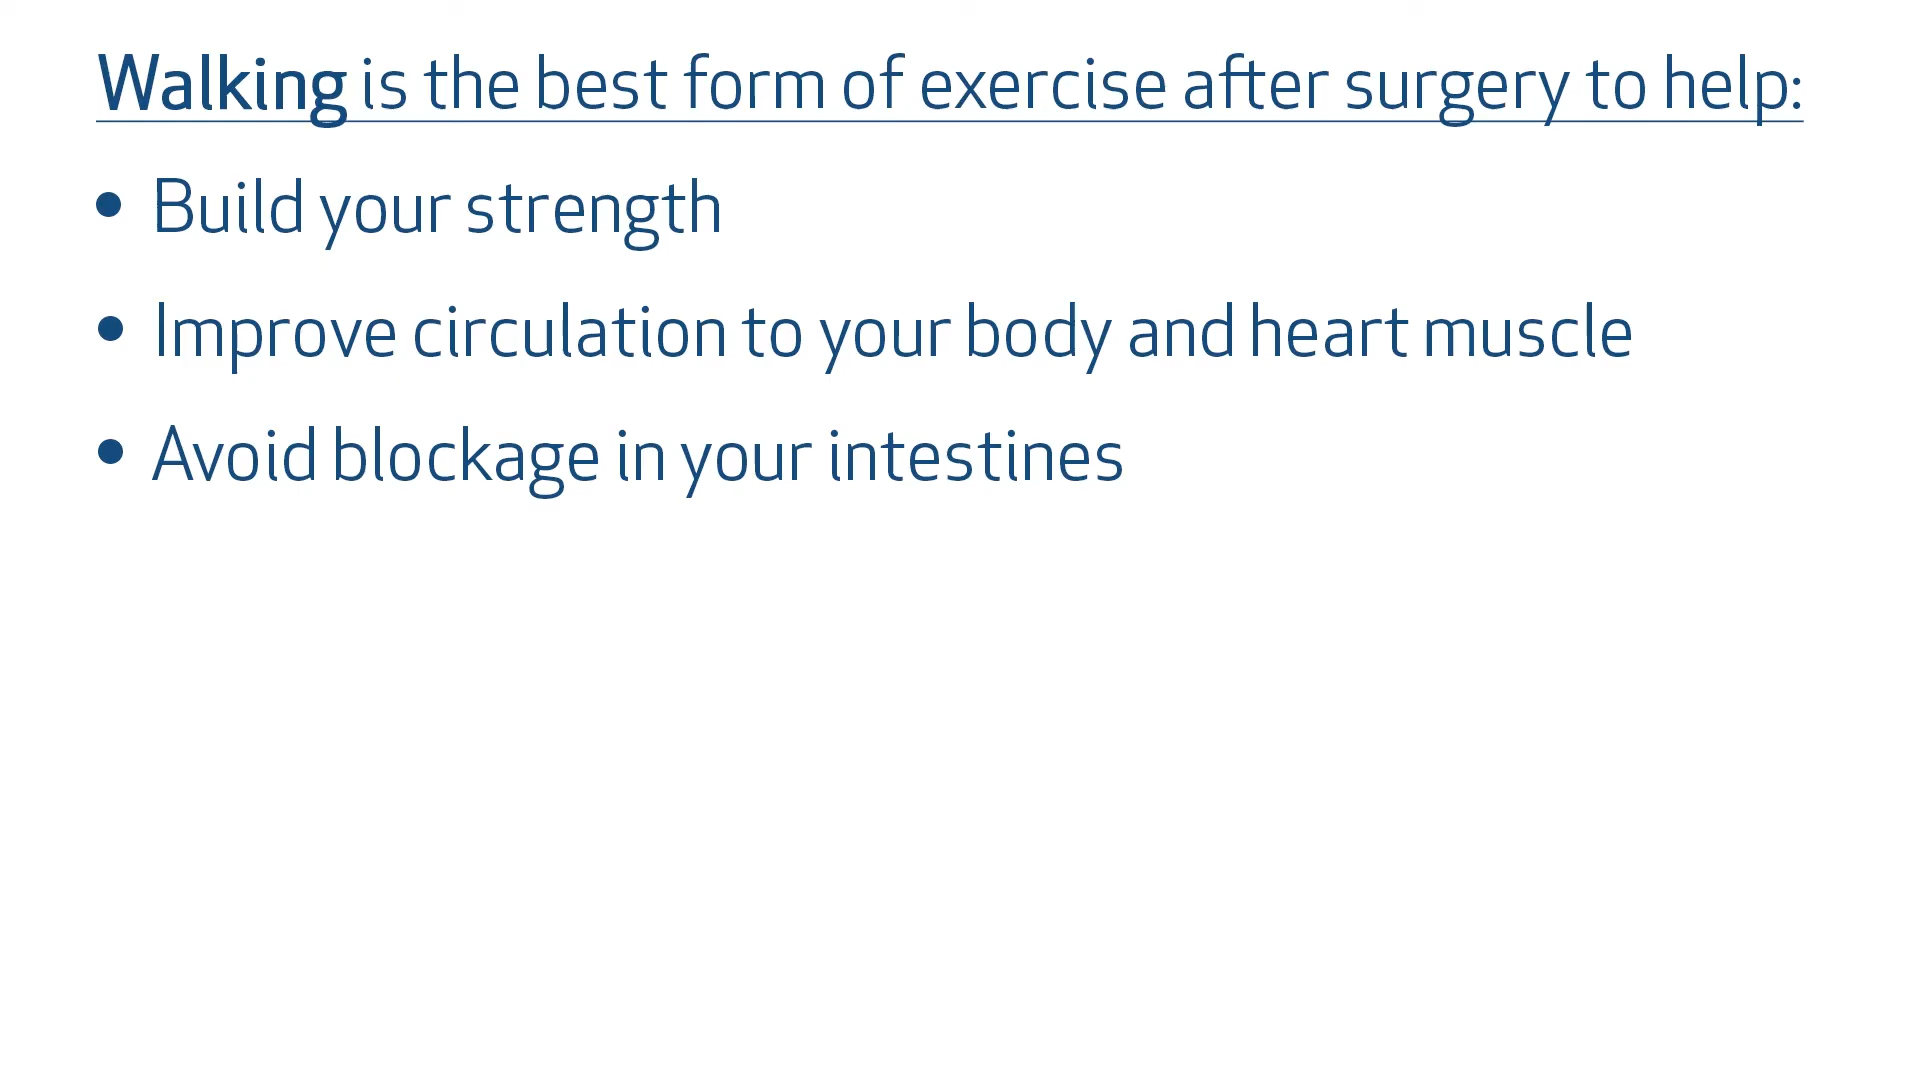 Walking is the best form of exercise after surgery to help:
• Build your strength
• Improve circulation to your body and heart muscle
• Avoid blockage in your intestines